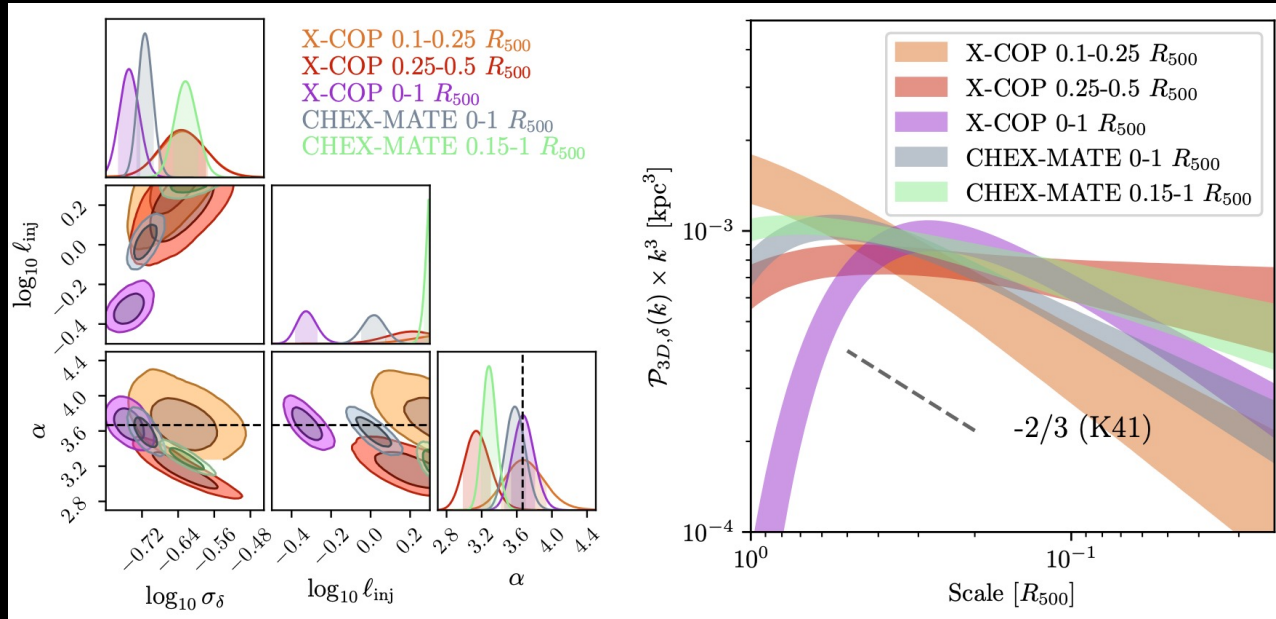 X-COP 0.1-0.25 R500
X-COP 0.25-0.5 R500
X-COP 0-1 R500
CHEX-MATE 0-1 R500
CHEX-MATE 0.15-1 R500
log10 ℓinj
0.2
0.0
−0.2
−0.4
α
4.4
4.0
3.6
3.2
2.8
−0.72
−0.64
−0.56
−0.48
log10 σδ
−0.4
−0.2
0.0
0.2
log10 ℓinj
2.8
3.2
3.6
4.0
4.4
α
X-COP 0.1-0.25 R500
X-COP 0.25-0.5 R500
X-COP 0-1 R500
CHEX-MATE 0-1 R500
CHEX-MATE 0.15-1 R500
P3D,δ(k) × k³ [kpc³]
10⁻³
10⁻⁴
-2/3 (K41)
10⁰
10⁻¹
Scale [R500]